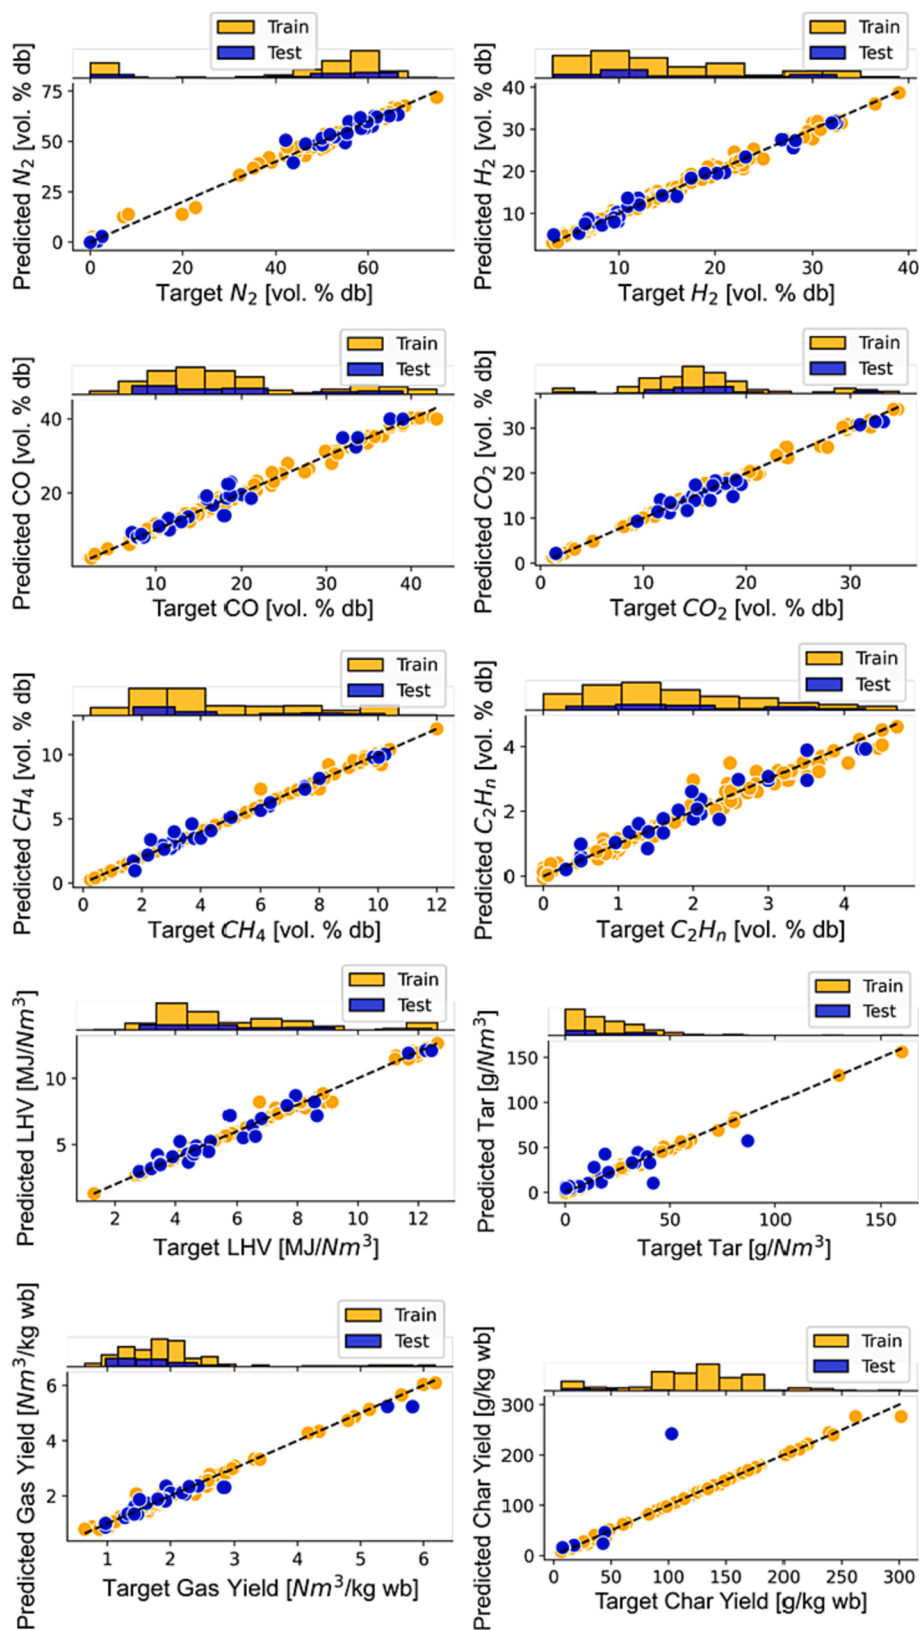 Train
Test
Predicted N2 [vol. % db]
75
50
25
0
0
20
40
60
Target N2 [vol. % db]
Train
Test
Predicted H2 [vol. % db]
40
30
20
10
10
20
30
40
Target H2 [vol. % db]
Train
Test
Predicted CO [vol. % db]
40
20
10
20
30
40
Target CO [vol. % db]
Train
Test
Predicted CO2 [vol. % db]
30
20
10
0
0
10
20
30
Target CO2 [vol. % db]
Train
Test
Predicted CH4 [vol. % db]
10
5
0
0
2
4
6
8
10
12
Target CH4 [vol. % db]
Train
Test
Predicted C2Hn [vol. % db]
4
2
0
0
1
2
3
4
Target C2Hn [vol. % db]
Train
Test
Predicted LHV [MJ/Nm3]
10
5
2
4
6
8
10
12
Target LHV [MJ/Nm3]
Train
Test
Predicted Tar [g/Nm3]
150
100
50
0
0
50
100
150
Target Tar [g/Nm3]
Train
Test
Predicted Gas Yield [Nm3/kg wb]
6
4
2
1
2
3
4
5
6
Target Gas Yield [Nm3/kg wb]
Train
Test
Predicted Char Yield [g/kg wb]
300
200
100
0
0
50
100
150
200
250
300
Target Char Yield [g/kg wb]